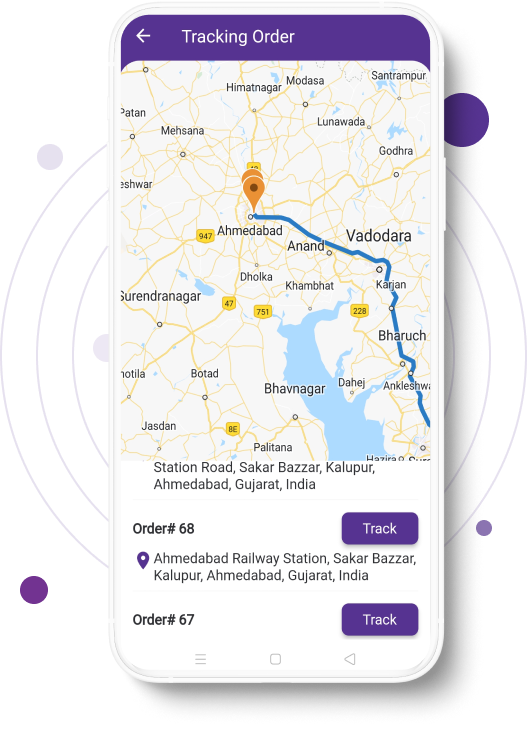 Tracking Order
Santrampur
Modasa
Himatnagar
Patan
Lunawada
Mehsana
Godhra
eshwar
Ahmedabad
947
Vadodara
Anand
Dholka
Khambhat
Karjan
Surendranagar
47
751
228
Bharuch
notila
Botad
Dahej
Bhavnagar
Ankleshwa
Jasdan
8E
Palitana
Hazira
Station Road, Sakar Bazzar, Kalupur,
Ahmedabad, Gujarat, India
Order# 68
Track
Ahmedabad Railway Station, Sakar Bazzar,
Kalupur, Ahmedabad, Gujarat, India
Order# 67
Track